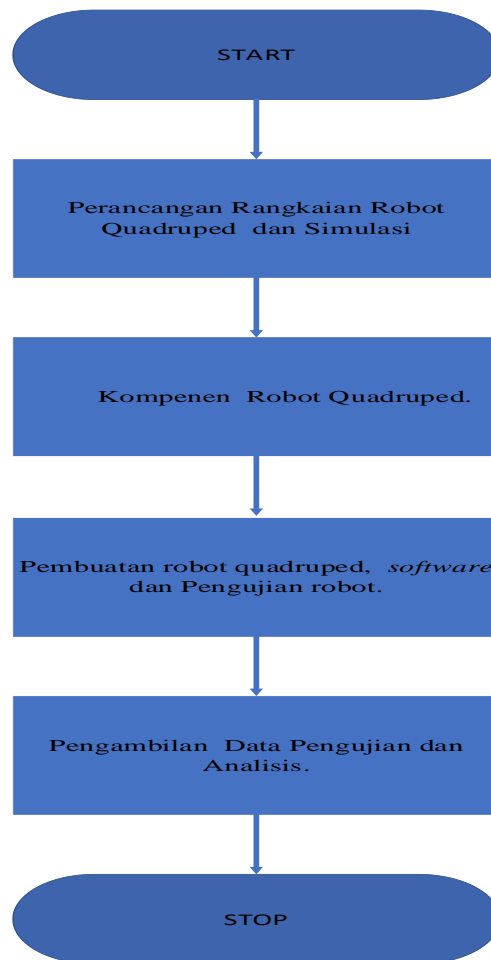 START
Perancangan Rangkaian Robot
Quadruped dan Simulasi
Kompenen Robot Quadruped.
Pembuatan robot quadruped, software
dan Pengujian robot.
Pengambilan Data Pengujian dan
Analisis.
STOP